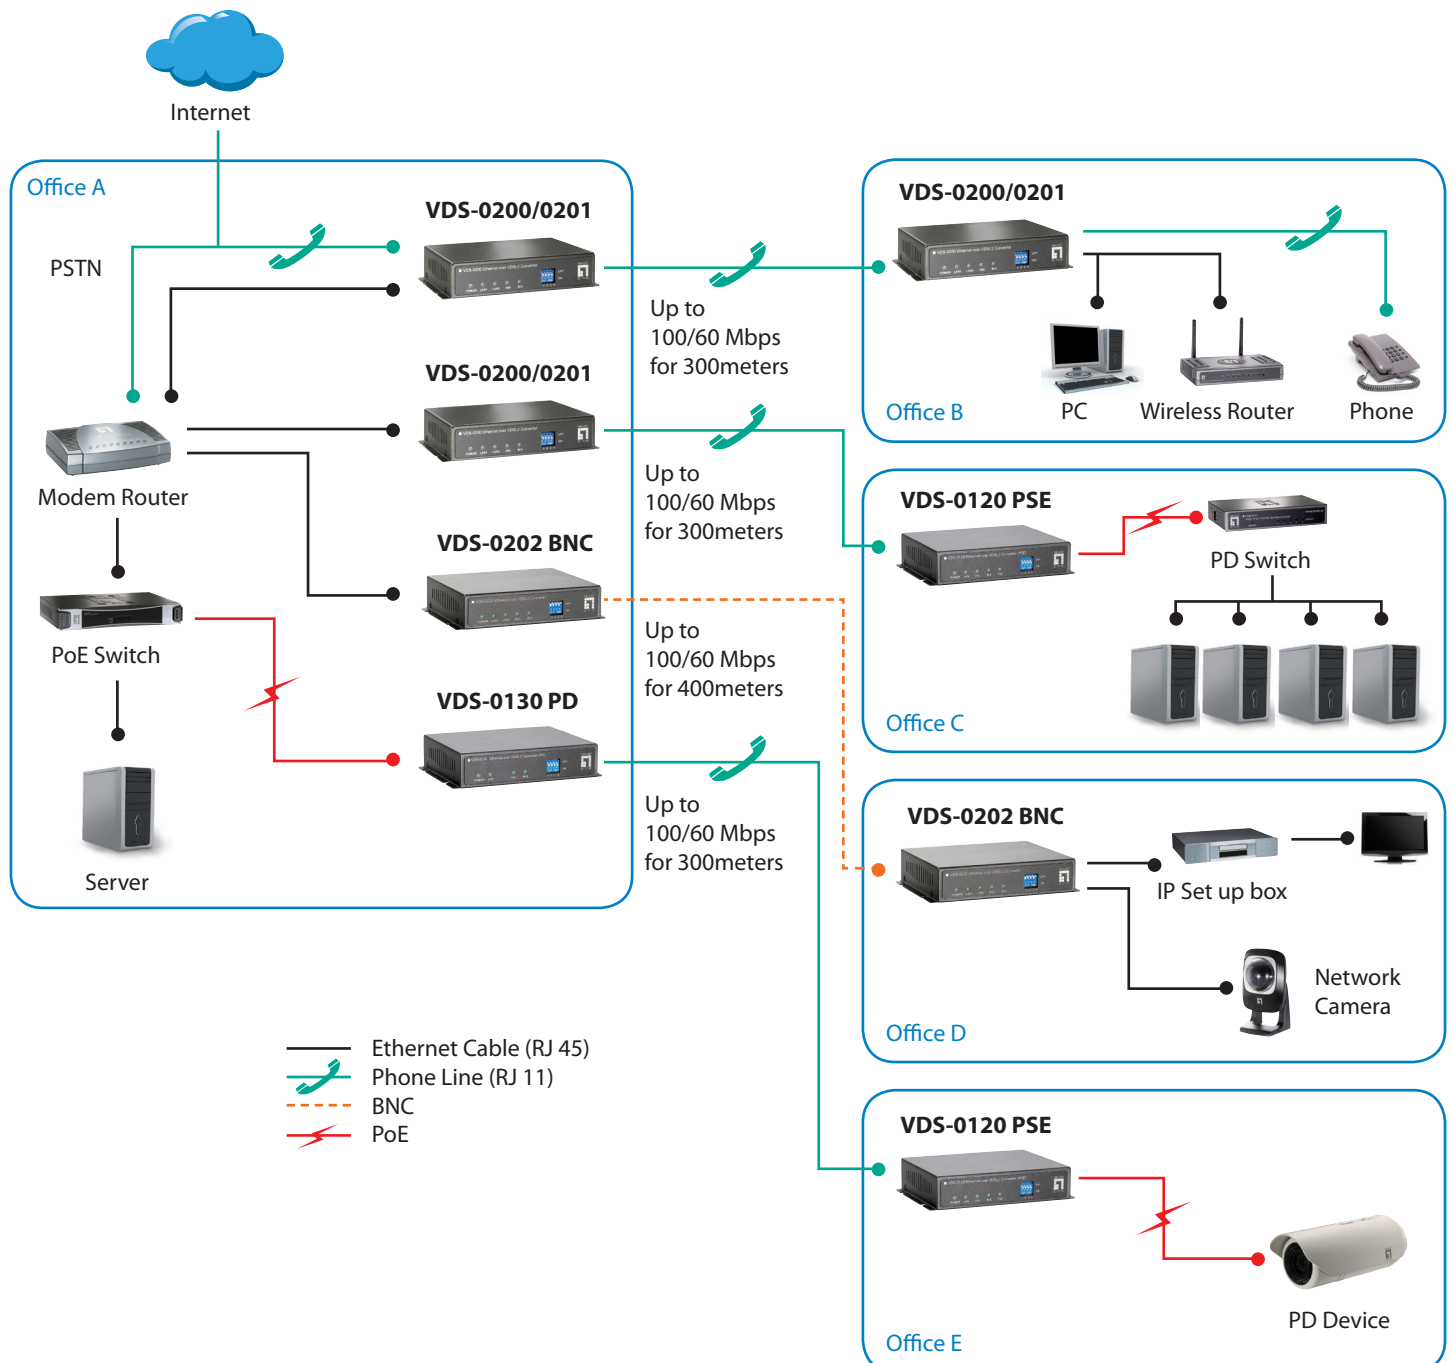 Internet
Office A
PSTN
VDS-0200/0201
VDS-0200/0201
Modem Router
VDS-0202 BNC
PoE Switch
VDS-0130 PD
Server
Up to
100/60 Mbps
for 300meters
Up to
100/60 Mbps
for 300meters
Up to
100/60 Mbps
for 400meters
Up to
100/60 Mbps
for 300meters
VDS-0200/0201
PC
Wireless Router
Phone
Office B
VDS-0120 PSE
PD Switch
Office C
VDS-0202 BNC
IP Set up box
Network
Camera
Office D
VDS-0120 PSE
PD Device
Office E
Ethernet Cable (RJ 45)
Phone Line (RJ 11)
BNC
PoE